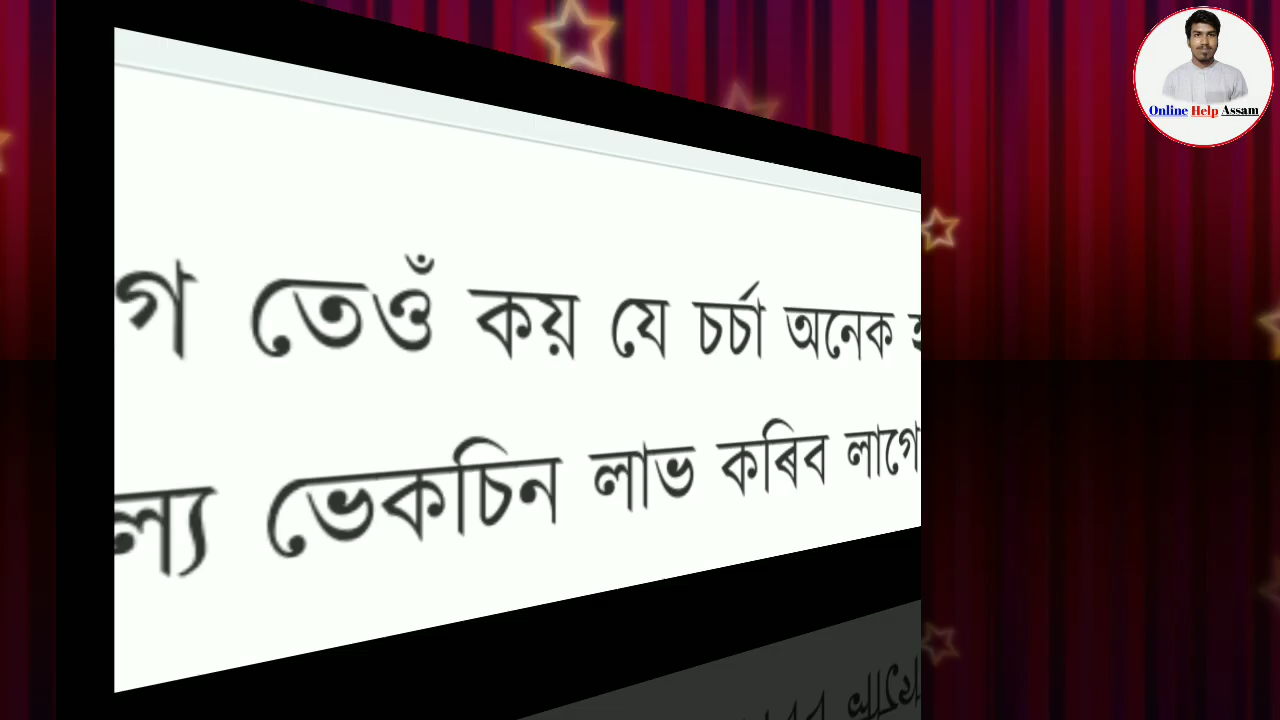 Online Help Assam
গ তেওঁ কয় যে চৰ্চা অনেক
ল্য ভেকচিন লাভ কৰিব লাগে